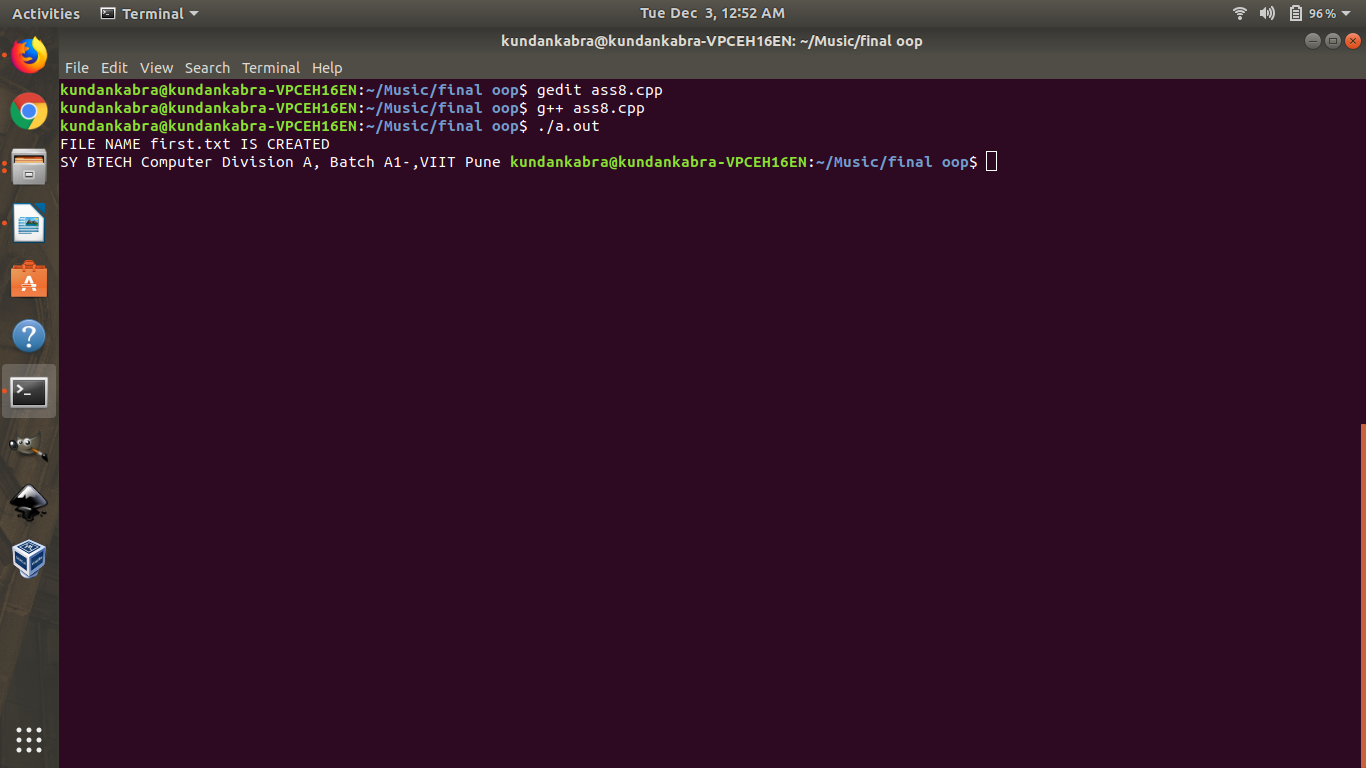 Activities Terminal Tue Dec 3, 12:52 AM 96%
kundankabra@kundankabra-VPCEH16EN: ~/Music/final oop
File Edit View Search Terminal Help
kundankabra@kundankabra-VPCEH16EN:~/Music/final oop$ gedit ass8.cpp
kundankabra@kundankabra-VPCEH16EN:~/Music/final oop$ g++ ass8.cpp
kundankabra@kundankabra-VPCEH16EN:~/Music/final oop$ ./a.out
FILE NAME first.txt IS CREATED
SY BTECH Computer Division A, Batch A1-,VIIT Pune kundankabra@kundankabra-VPCEH16EN:~/Music/final oop$